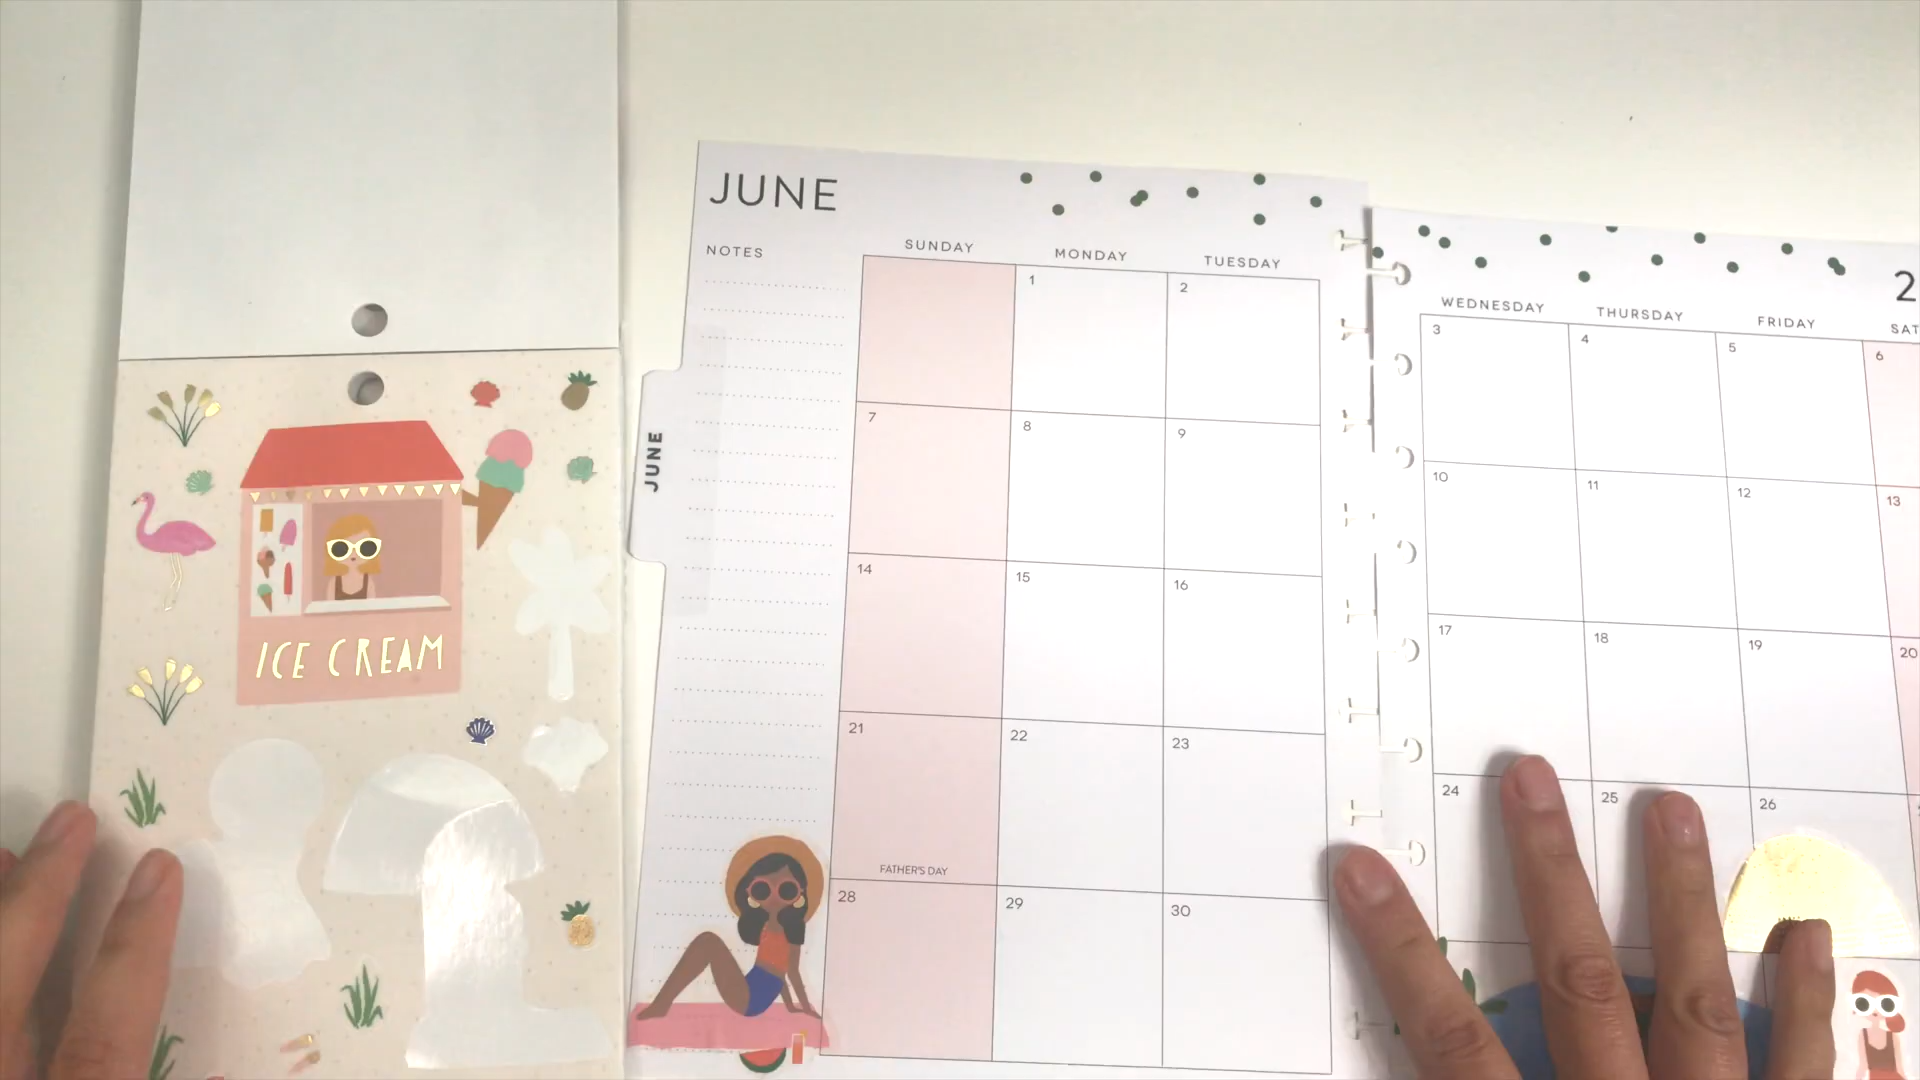 JUNE
NOTES
SUNDAY MONDAY TUESDAY
1 2
7 8 9
14 15 16
21 22 23
FATHER'S DAY
28 29 30
JUNE
2
WEDNESDAY THURSDAY FRIDAY SAT
3 4 5 6
10 11 12 13
17 18 19 20
24 25 26
ICE CREAM